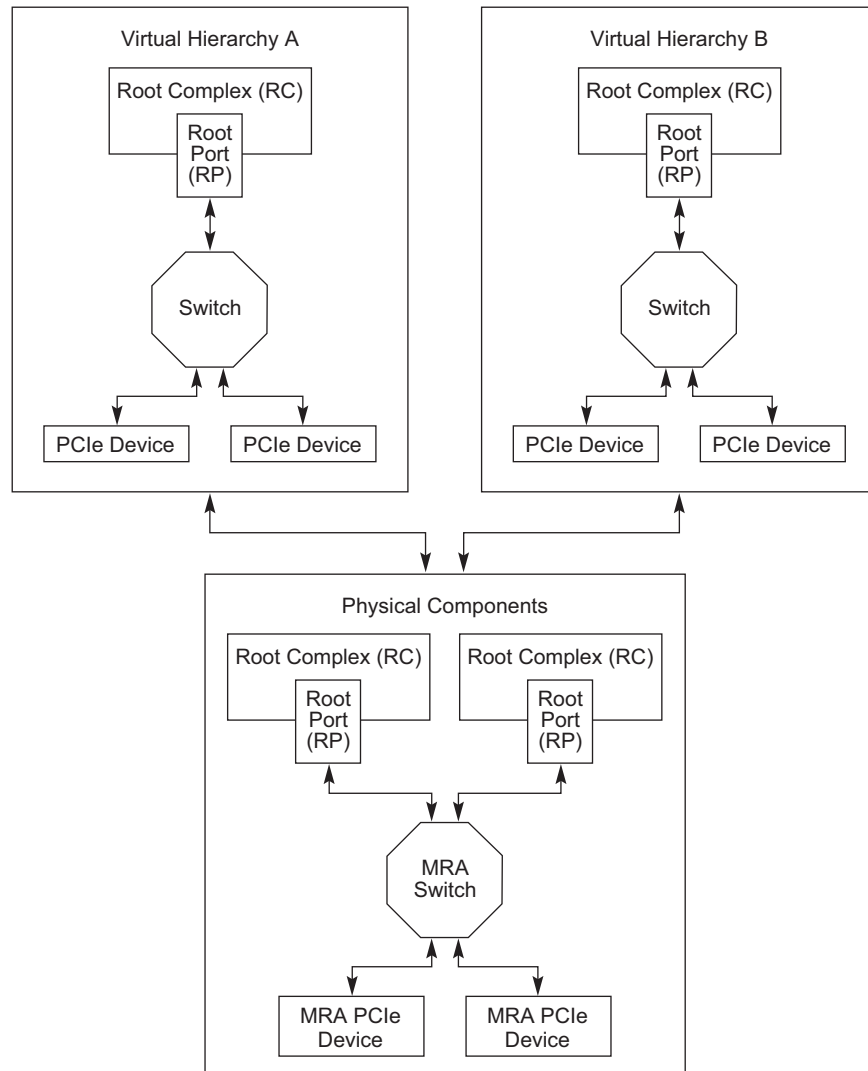 Virtual Hierarchy A
Root Complex (RC)
Root
Port
(RP)
Switch
PCIe Device
PCIe Device
Virtual Hierarchy B
Root Complex (RC)
Root
Port
(RP)
Switch
PCIe Device
PCIe Device
Physical Components
Root Complex (RC)
Root
Port
(RP)
Root Complex (RC)
Root
Port
(RP)
MRA
Switch
MRA PCIe
Device
MRA PCIe
Device